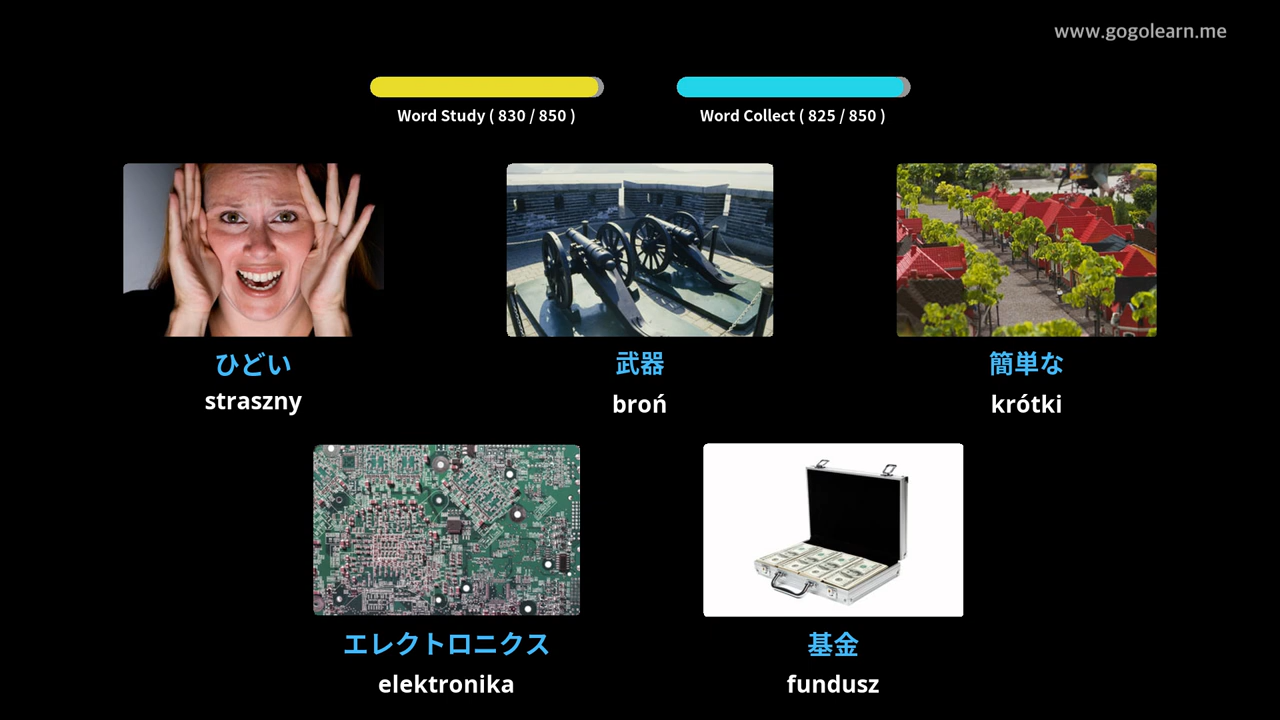 www.gogolearn.me
Word Study ( 830 / 850 )
Word Collect ( 825 / 850 )
ひどい
straszny
武器
broń
簡単な
krótki
エレクトロニクス
elektronika
基金
fundusz